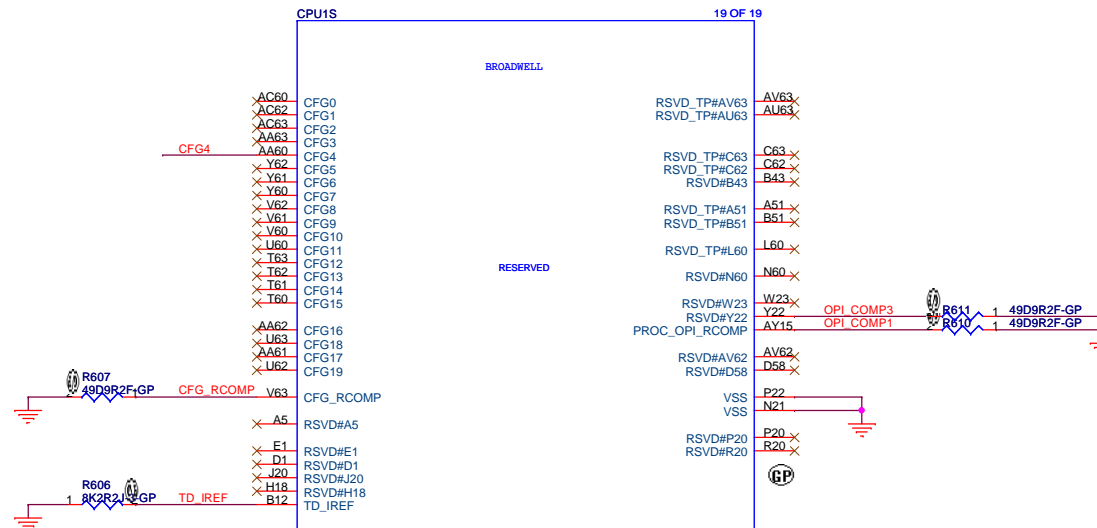 CPU1S
19 OF 19
BROADWELL
RESERVED
AC60 CFG0
AC62 CFG1
AC63 CFG2
AA63 CFG3
CFG4 AA60 CFG4
Y62 CFG5
Y61 CFG6
Y60 CFG7
V62 CFG8
V61 CFG9
V60 CFG10
U60 CFG11
T63 CFG12
T62 CFG13
T61 CFG14
T60 CFG15
AA62 CFG16
U63 CFG18
AA61 CFG17
U62 CFG19
R607
49D9R2F-GP
2 1 CFG_RCOMP V63 CFG_RCOMP
A5 RSVD#A5
E1 RSVD#E1
D1 RSVD#D1
J20 RSVD#J20
H18 RSVD#H18
R606
1 2 TD_IREF B12 TD_IREF
RSVD_TP#AV63 AV63
RSVD_TP#AU63 AU63
RSVD_TP#C63 C63
RSVD_TP#C62 C62
RSVD#B43 B43
RSVD_TP#A51 A51
RSVD_TP#B51 B51
RSVD_TP#L60 L60
RSVD#N60 N60
RSVD#W23 W23
RSVD#Y22 Y22 OPI_COMP3 R611 1 49D9R2F-GP
PROC_OPI_RCOMP AY15 OPI_COMP1 2 R610 1 49D9R2F-GP
RSVD#AV62 AV62
RSVD#D58 D58
VSS P22
VSS N21
RSVD#P20 P20
RSVD#R20 R20
GP